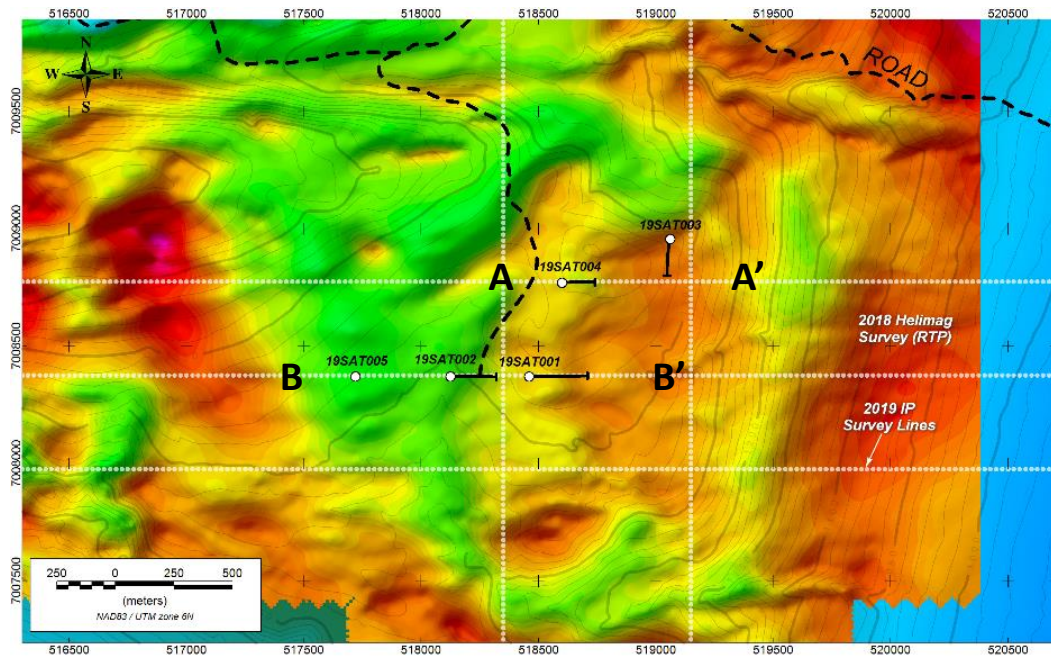 516500 517000 517500 518000 518500 519000 519500 520000 520500
N
W E
S
ROAD
7009500
7009000
7008500
7008000
7007500
19SAT003
19SAT004
A A'
2018 Helimag
Survey (RTP)
19SAT005 19SAT002 19SAT001
B B'
2019 IP
Survey Lines
250 0 250 500
(meters)
NAD83 / UTM zone 6N
516500 517000 517500 518000 518500 519000 519500 520000 520500